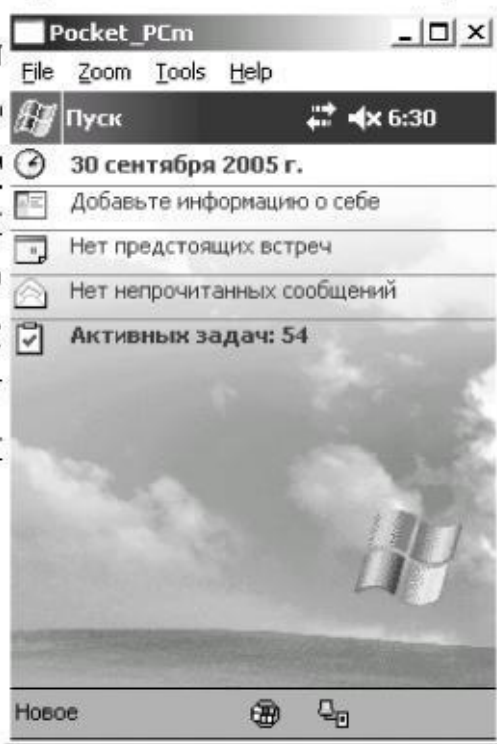 Pocket_PCm
File Zoom Tools Help
Пуск 6:30
30 сентября 2005 г.
Добавьте информацию о себе
Нет предстоящих встреч
Нет непрочитанных сообщений
Активных задач: 54
Новое